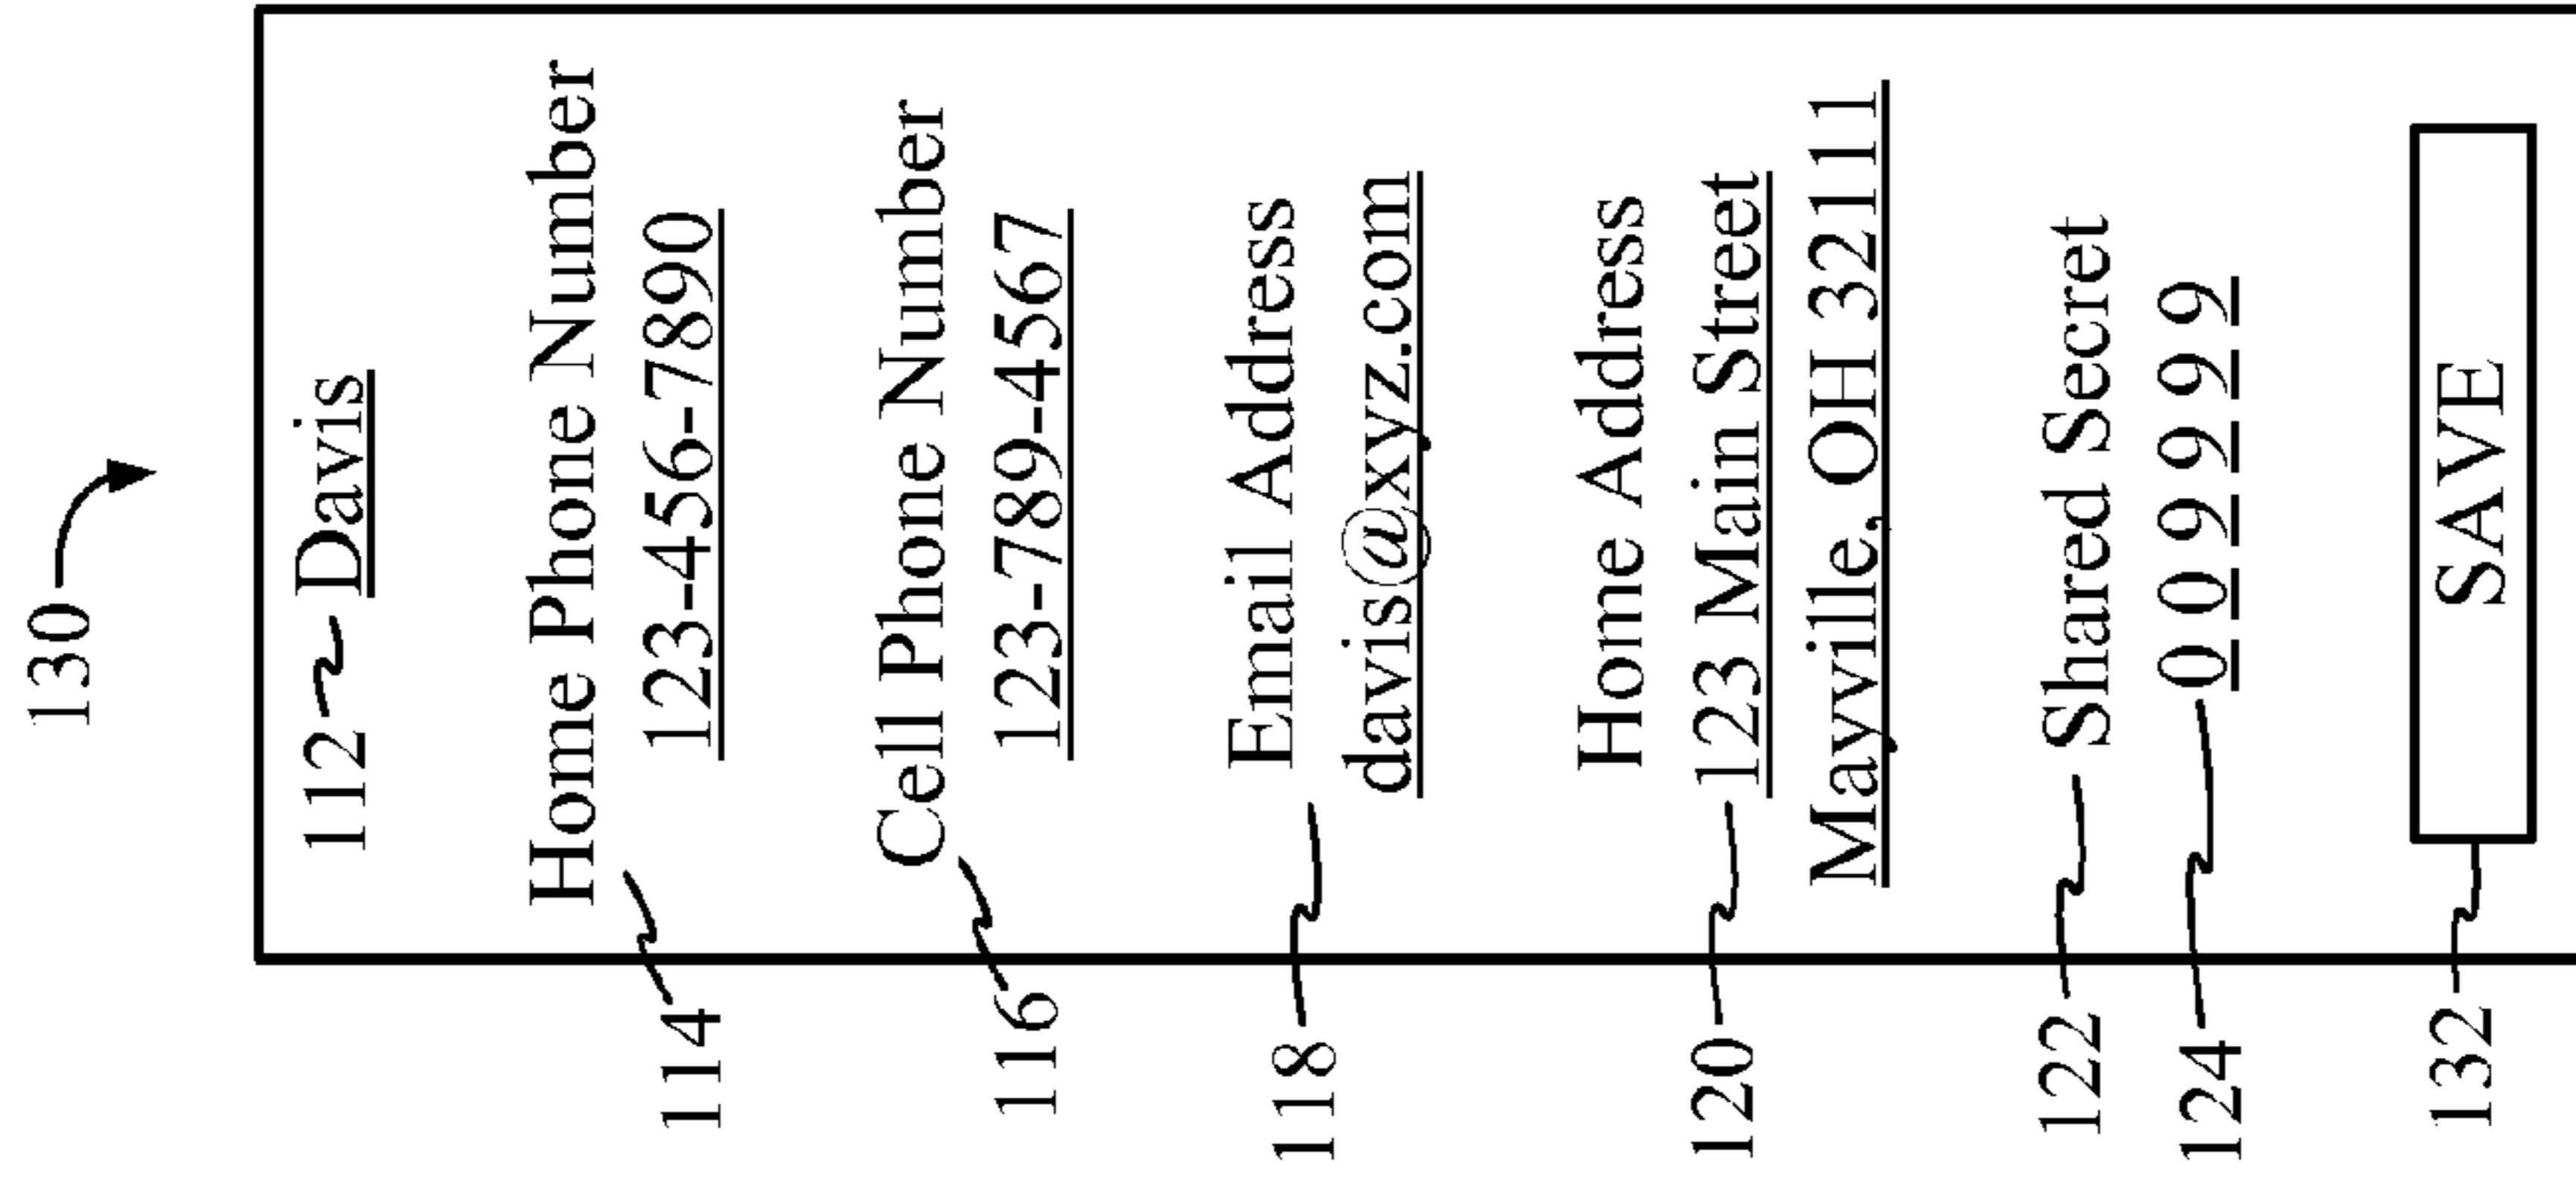 130
112 Davis
Home Phone Number
114
123-456-7890
Cell Phone Number
116
123-789-4567
Email Address
118
davis@xyz.com
Home Address
120
123 Main Street
Mayville, OH 32111
122
Shared Secret
124
0 0 9 9 9 9
132
SAVE